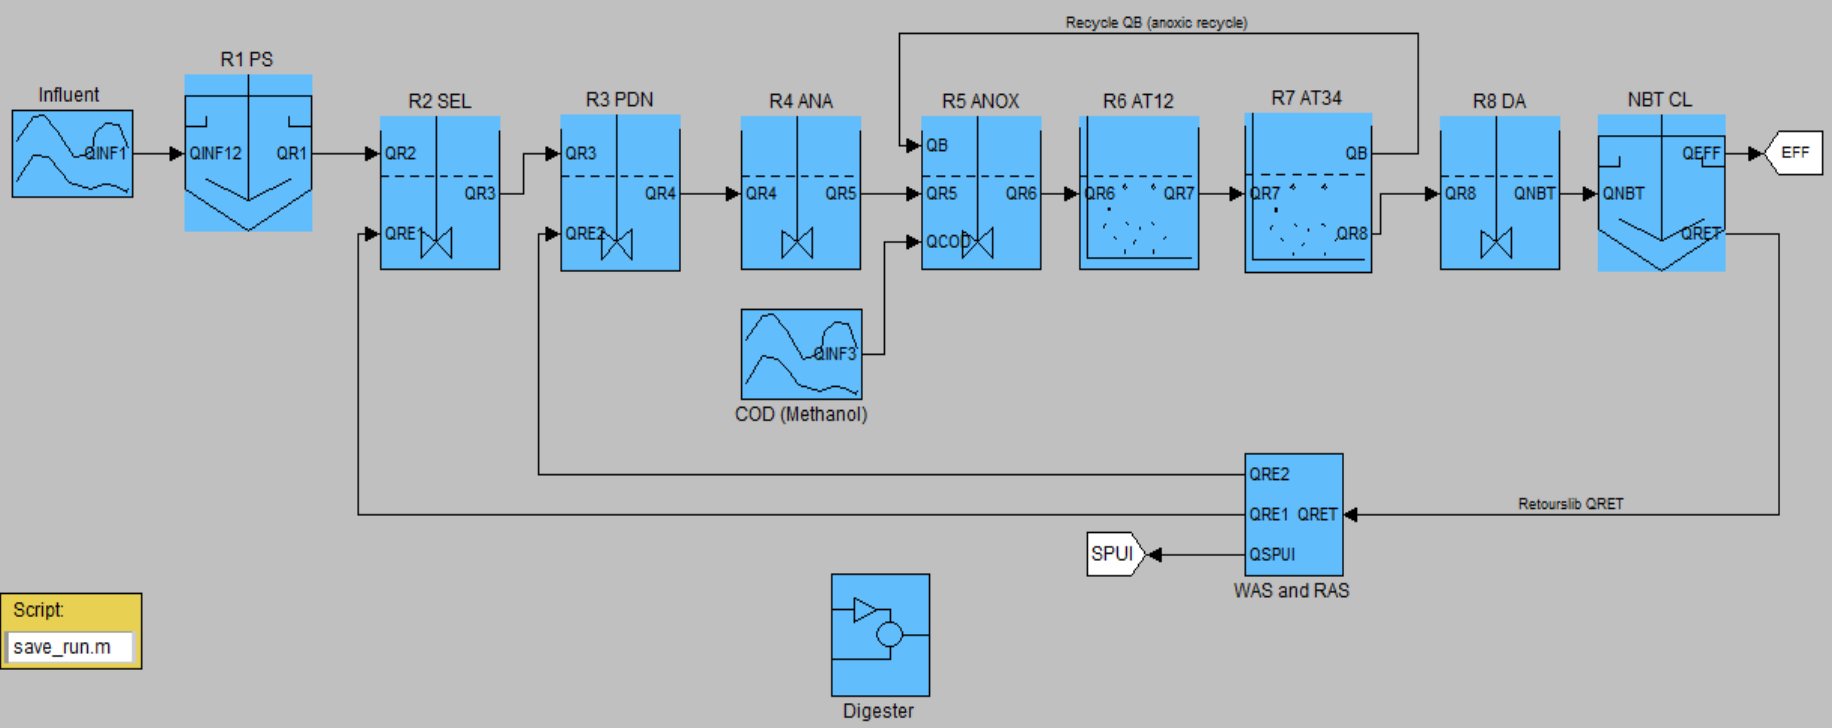 Recycle QB (anoxic recycle)
R1 PS
Influent
R2 SEL
R3 PDN
R4 ANA
R5 ANOX
R6 AT12
R7 AT34
R8 DA
NBT CL
QINF1
QINF12
QR1
QR2
QR3
QRE1
QR3
QR4
QRE2
QR4
QR5
QB
QR5
QR6
QCOD
QR6
QR7
QB
QR7
QR8
QR8
QNBT
QEFF
QNBT
QRET
EFF
QINF3
COD (Methanol)
QRE2
QRE1 QRET
QSPUI
Retourslib QRET
SPUI
WAS and RAS
Script:
save_run.m
Digester